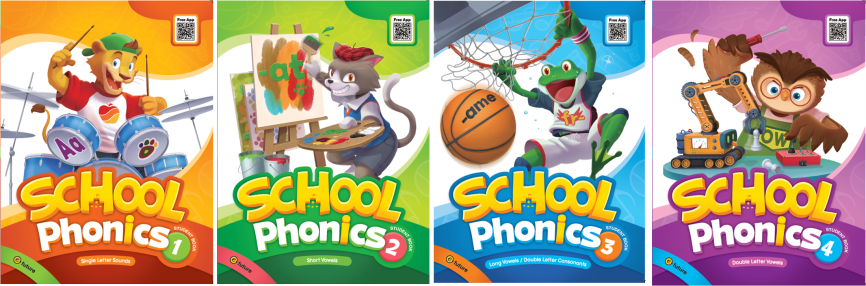 Free App
Aa
SCHOOL
Phonics 1
STUDENT BOOK
Single Letter Sounds
e future
Free App
-at
SCHOOL
Phonics 2
STUDENT BOOK
Short Vowels
e future
Free App
-ame
SCHOOL
Phonics 3
STUDENT BOOK
Long Vowels / Double Letter Consonants
e future
Free App
OW
SCHOOL
Phonics 4
STUDENT BOOK
Double Letter Vowels
e future